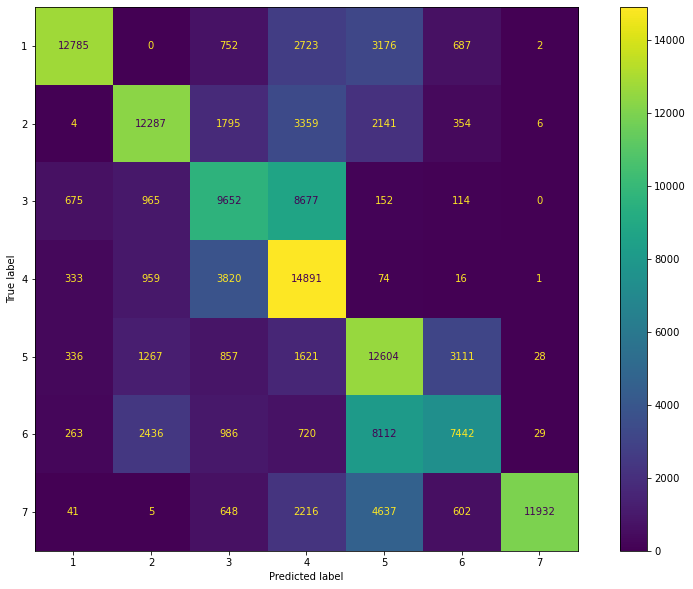 1 12785 0 752 2723 3176 687 2
2 4 12287 1795 3359 2141 354 6
3 675 965 9652 8677 152 114 0
4 333 959 3820 14891 74 16 1
5 336 1267 857 1621 12604 3111 28
6 263 2436 986 720 8112 7442 29
7 41 5 648 2216 4637 602 11932
1 2 3 4 5 6 7
Predicted label
True label
14000
12000
10000
8000
6000
4000
2000
0